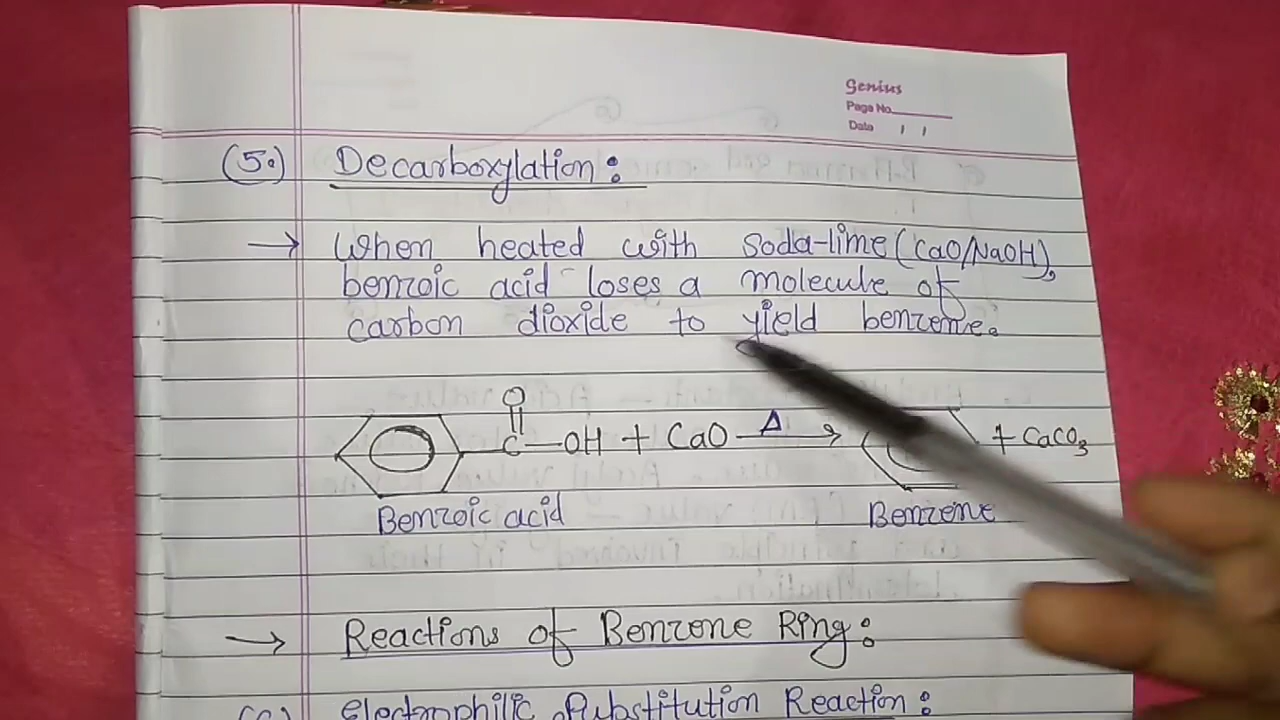 Genius
Page No.
Date / /
(5.) Decarboxylation:
→ When heated with soda-lime (CaO/NaOH),
benzoic acid loses a molecule of
carbon dioxide to yield benzene.
O
C—OH + CaO —Δ→ + CaCO₃
Benzoic acid Benzene
→ Reactions of Benzene Ring:
Electrophilic Substitution Reaction: